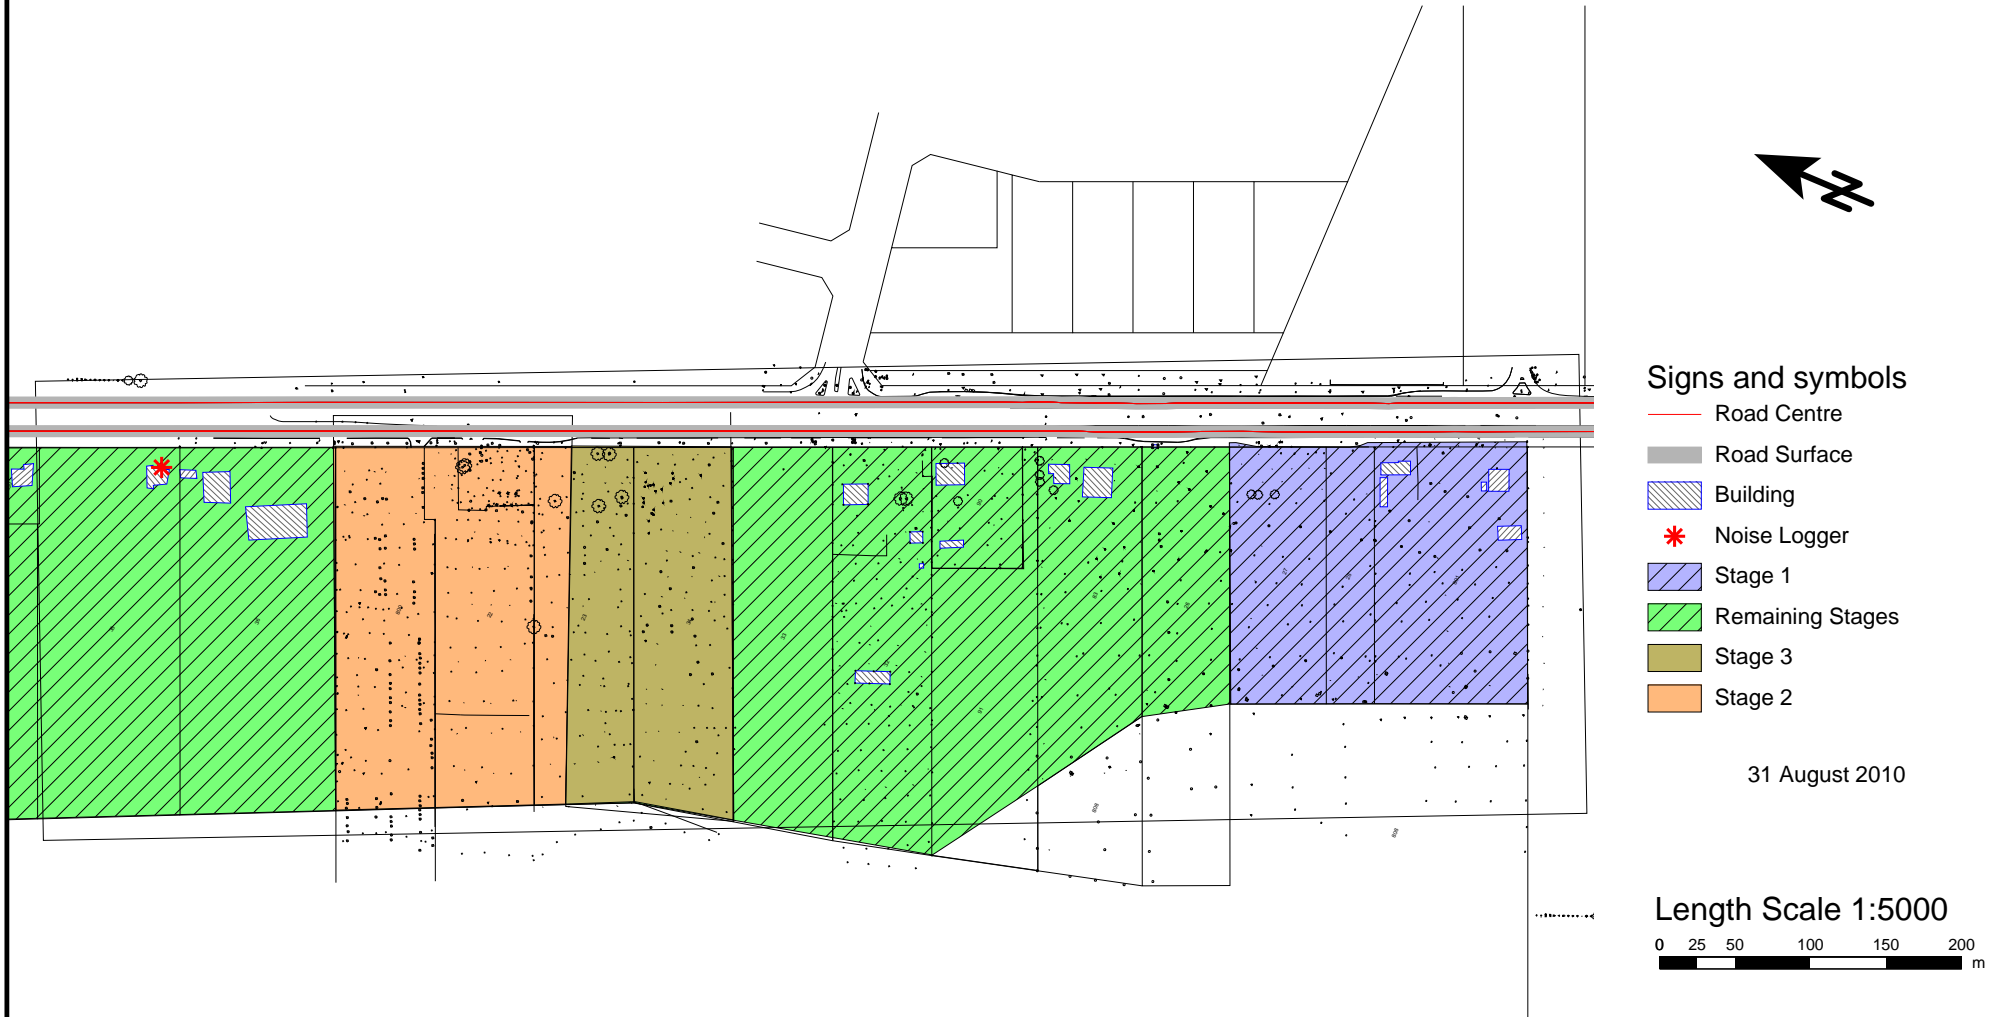 Signs and symbols
Road Centre
Road Surface
Building
Noise Logger
Stage 1
Remaining Stages
Stage 3
Stage 2
31 August 2010
Length Scale 1:5000
0 25 50 100 150 200
m